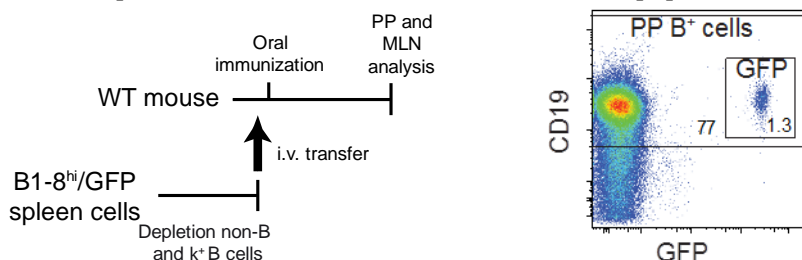 Oral
immunization
PP and
MLN
analysis
WT mouse
i.v. transfer
B1-8hi/GFP
spleen cells
Depletion non-B
and k+ B cells
PP B+ cells
GFP
77
1.3
CD19
GFP